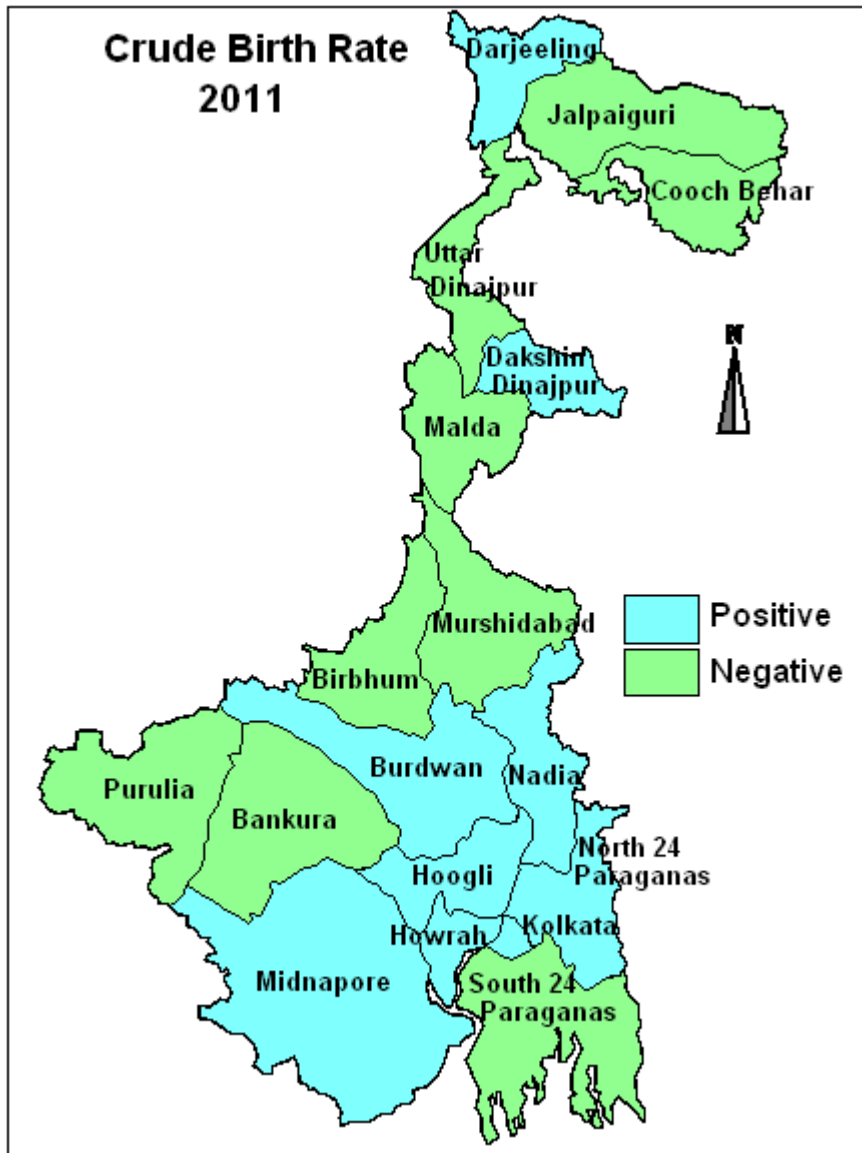 Crude Birth Rate
2011
Darjeeling
Jalpaiguri
Cooch Behar
Uttar
Dinajpur
N
Dakshin
Dinajpur
Malda
Positive
Murshidabad
Negative
Birbhum
Burdwan
Nadia
Purulia
Bankura
North 24
Paraganas
Hoogli
Kolkata
Howrah
Midnapore
South 24
Paraganas